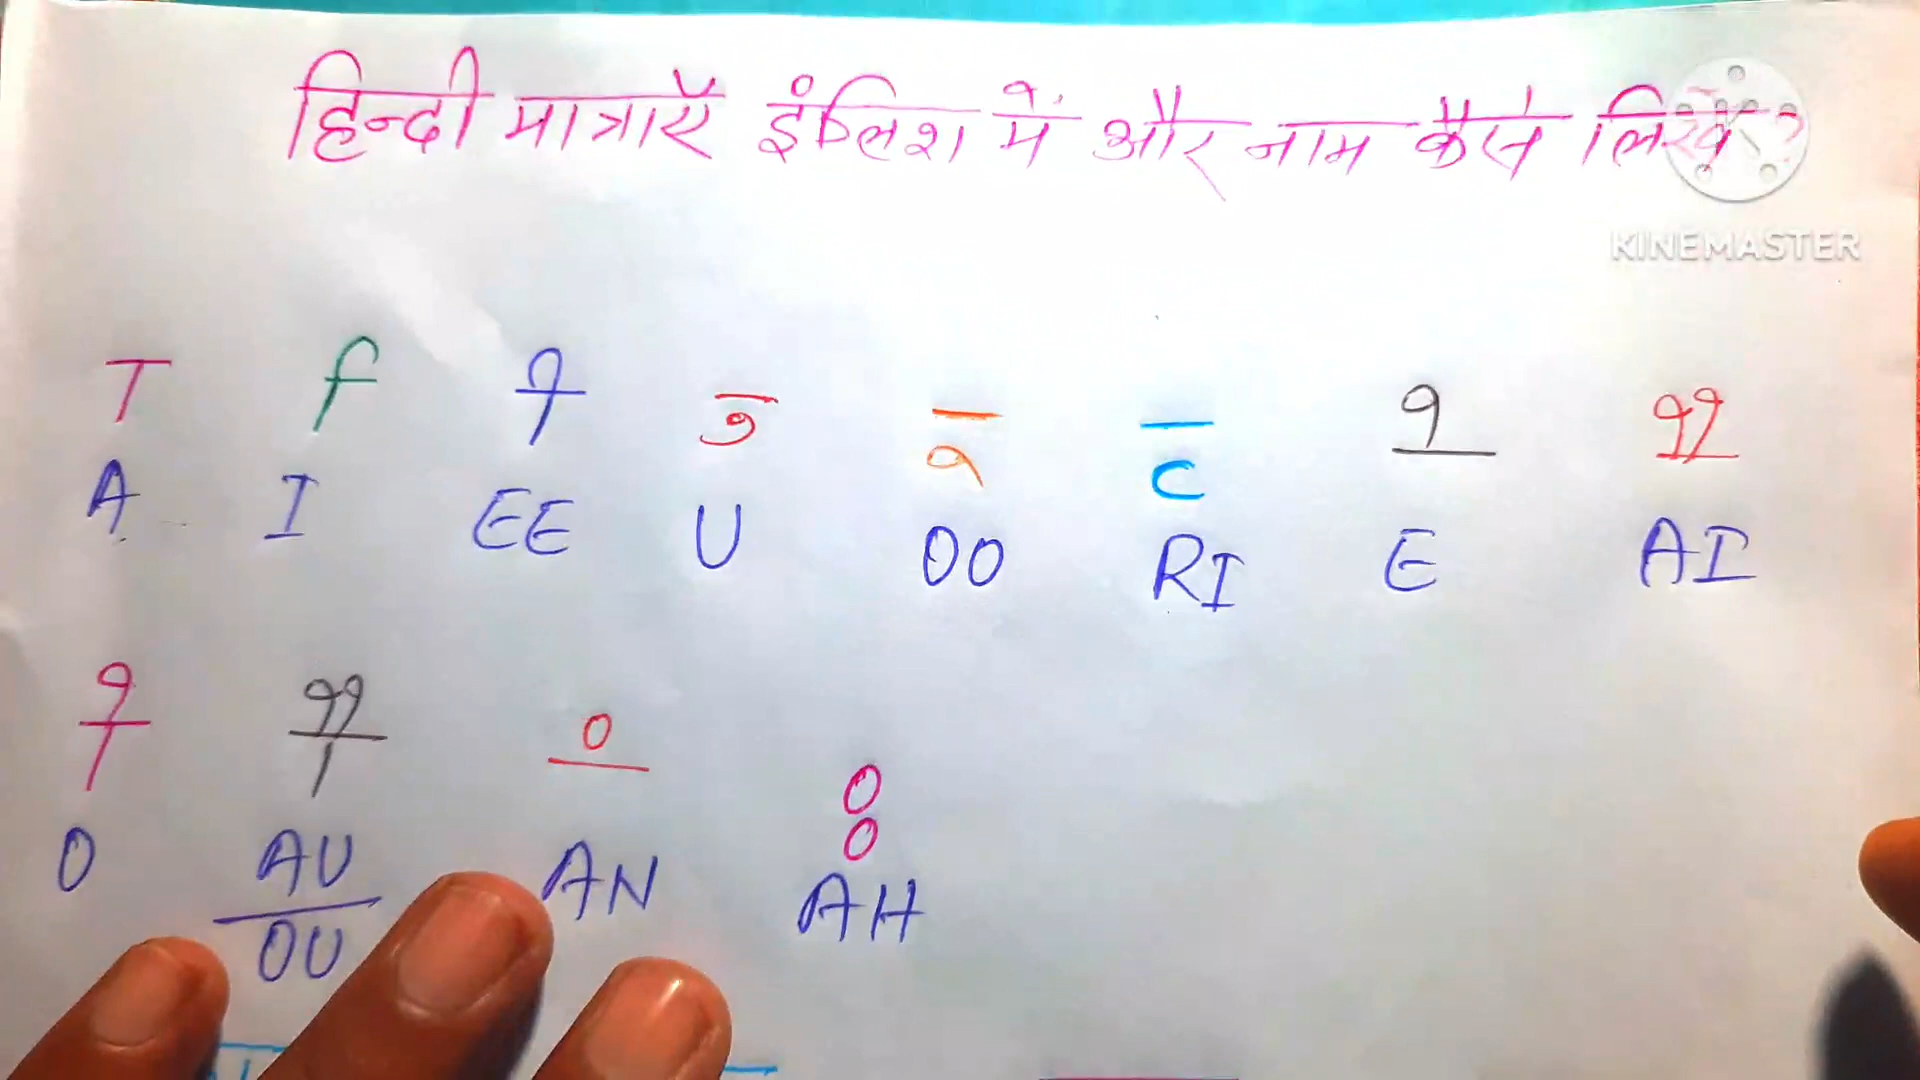 हिन्दी मात्राएँ इंग्लिश में और नाम कैसे लिखें ?
KINEMASTER
ा ि ी ु ू ृ े ै
A I EE U OO RI E AI
ो ौ ं ः
O AU AN AH
OU